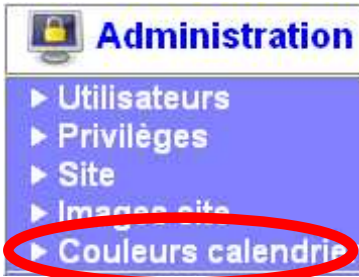 Administration
Utilisateurs
Privilèges
Site
Images site
Couleurs calendrie